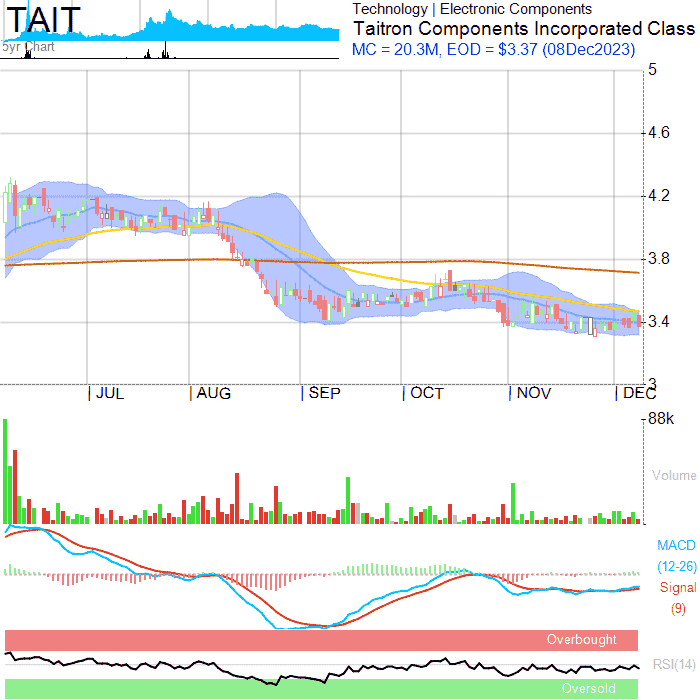 TAIT
5yr Chart
Technology | Electronic Components
Taitron Components Incorporated Class
MC = 20.3M, EOD = $3.37 (08Dec2023)
5
4.6
4.2
3.8
3.4
3
JUL AUG SEP OCT NOV DEC
88k
Volume
MACD
(12-26)
Signal
(9)
Overbought
RSI(14)
Oversold